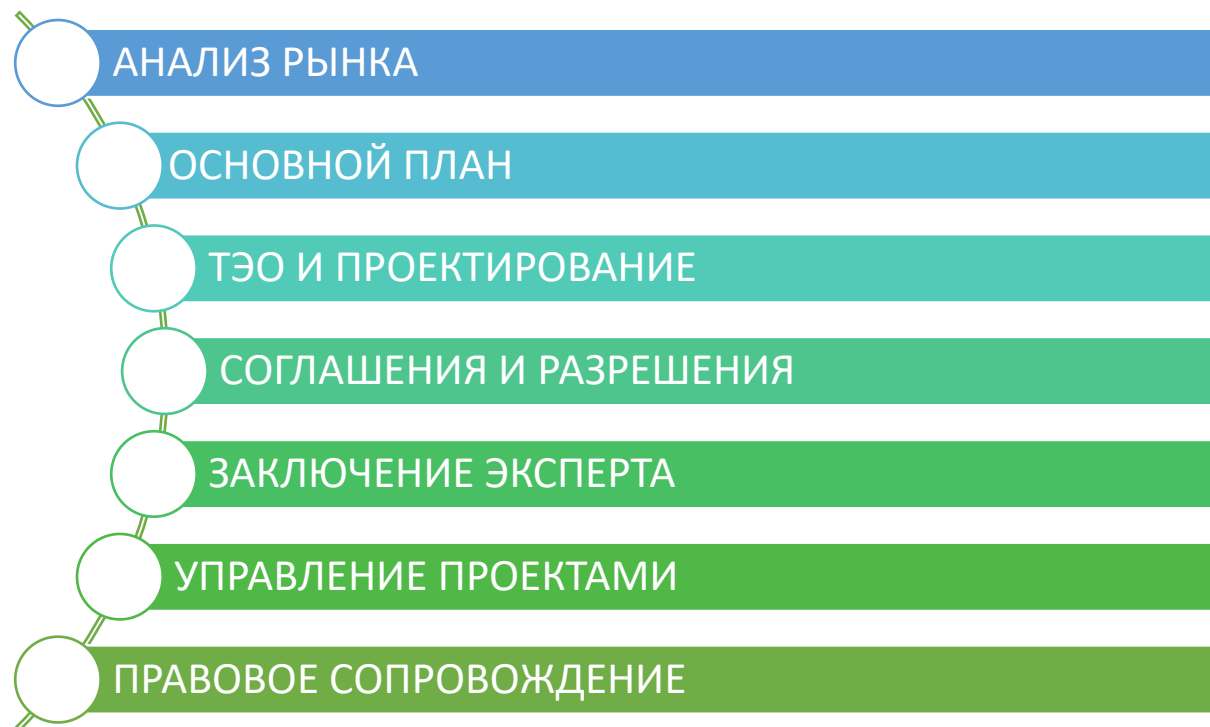 АНАЛИЗ РЫНКА
ОСНОВНОЙ ПЛАН
ТЭО И ПРОЕКТИРОВАНИЕ
СОГЛАШЕНИЯ И РАЗРЕШЕНИЯ
ЗАКЛЮЧЕНИЕ ЭКСПЕРТА
УПРАВЛЕНИЕ ПРОЕКТАМИ
ПРАВОВОЕ СОПРОВОЖДЕНИЕ